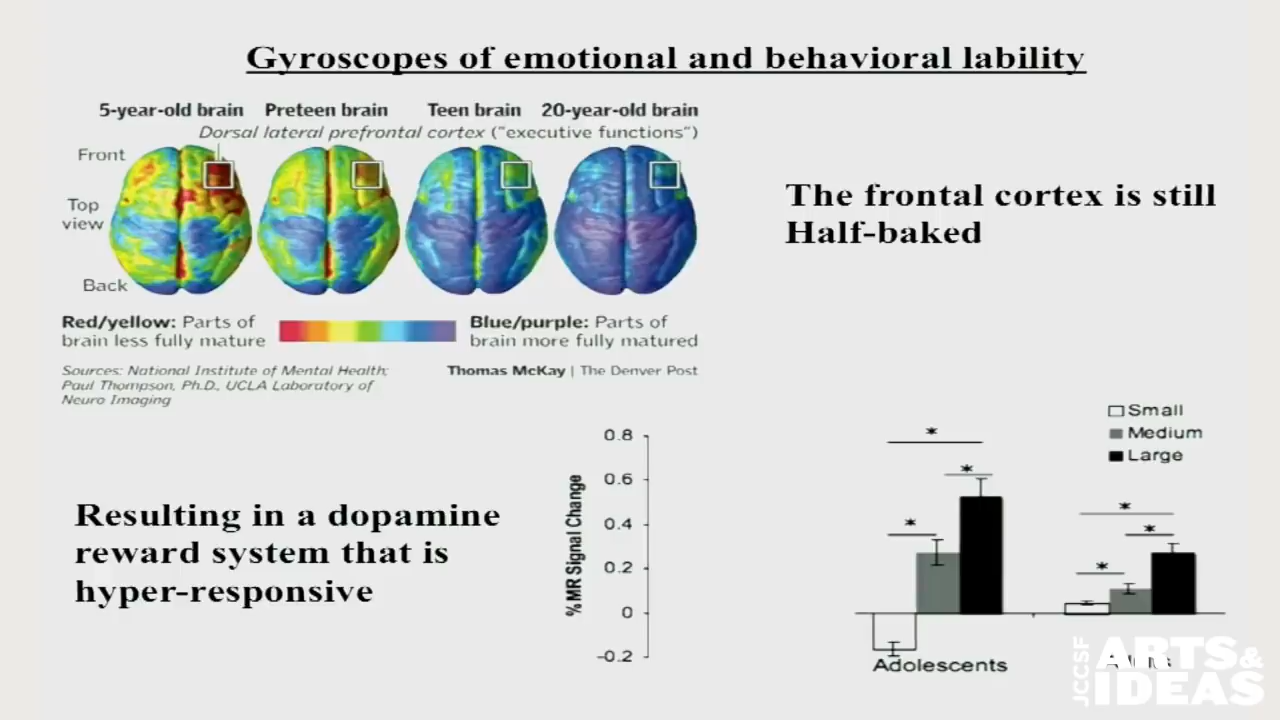 Gyroscopes of emotional and behavioral lability
5-year-old brain Preteen brain Teen brain 20-year-old brain
Dorsal lateral prefrontal cortex ("executive functions")
Front
Top
view
Back
Red/yellow: Parts of
brain less fully mature
Blue/purple: Parts of
brain more fully matured
Sources: National Institute of Mental Health;
Paul Thompson, Ph.D., UCLA Laboratory of
Neuro Imaging
Thomas McKay | The Denver Post
The frontal cortex is still
Half-baked
Resulting in a dopamine
reward system that is
hyper-responsive
%MR Signal Change
0.8
0.6
0.4
0.2
0
-0.2
*
*
*
*
*
*
Small
Medium
Large
Adolescents
JCCSF
ARTS&
IDEAS